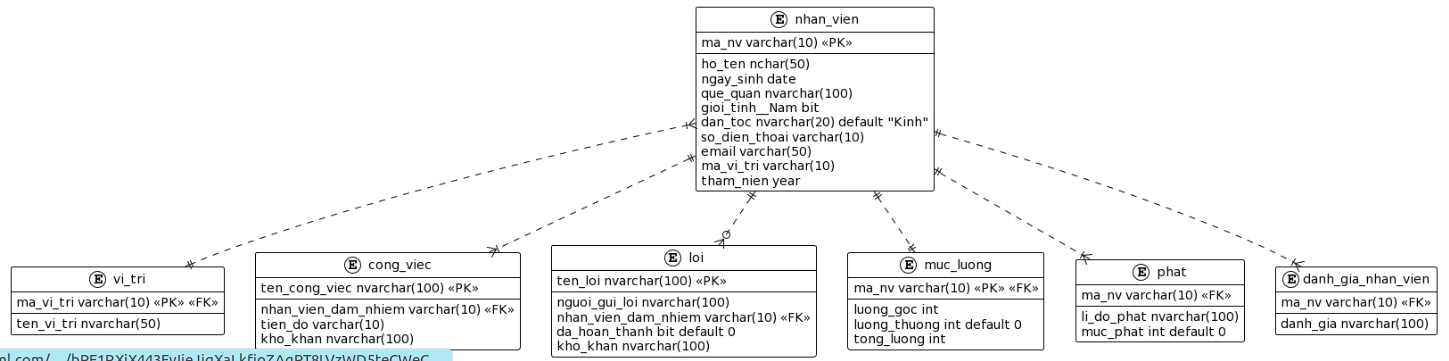 E nhan_vien
ma_nv varchar(10) «PK»
ho_ten nchar(50)
ngay_sinh date
que_quan nvarchar(100)
gioi_tinh__Nam bit
dan_toc nvarchar(20) default "Kinh"
so_dien_thoai varchar(10)
email varchar(50)
ma_vi_tri varchar(10)
tham_nien year
E vi_tri
ma_vi_tri varchar(10) «PK» «FK»
ten_vi_tri nvarchar(50)
E cong_viec
ten_cong_viec nvarchar(100) «PK»
nhan_vien_dam_nhiem varchar(10) «FK»
tien_do varchar(10)
kho_khan nvarchar(100)
E loi
ten_loi nvarchar(100) «PK»
nguoi_gui_loi nvarchar(100)
nhan_vien_dam_nhiem varchar(10) «FK»
da_hoan_thanh bit default 0
kho_khan nvarchar(100)
E muc_luong
ma_nv varchar(10) «PK» «FK»
luong_goc int
luong_thuong int default 0
tong_luong int
E phat
ma_nv varchar(10) «FK»
li_do_phat nvarchar(100)
muc_phat int default 0
E danh_gia_nhan_vien
ma_nv varchar(10) «FK»
danh_gia nvarchar(100)